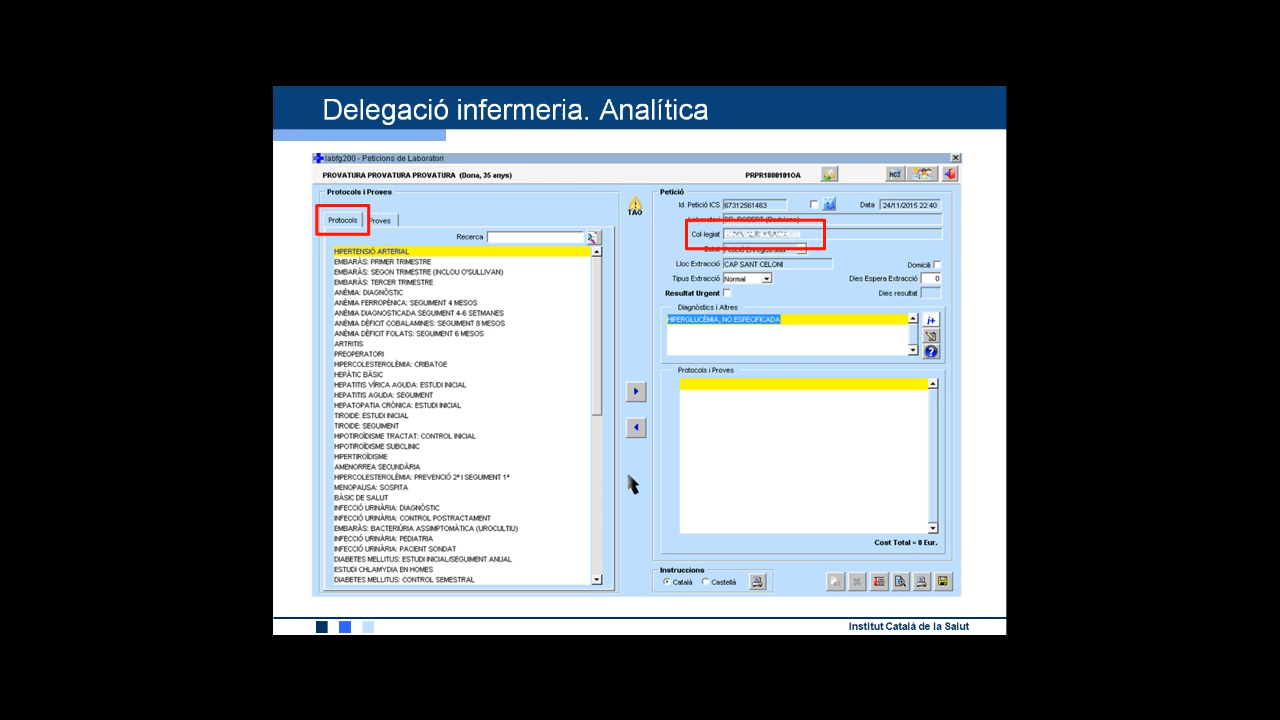 Delegació infermeria. Analítica
labfg200 - Peticions de Laboratori
PROVATURA PROVATURA PROVATURA (Dona, 35 anys)
PRPR1800101OA
HC3
Protocols i Proves
Protocols
Proves
Recerca
HIPERTENSIÓ ARTERIAL
EMBARÀS: PRIMER TRIMESTRE
EMBARÀS: SEGON TRIMESTRE (INCLOU O'SULLIVAN)
EMBARÀS: TERCER TRIMESTRE
ANÈMIA: DIAGNÒSTIC
ANÈMIA FERROPÈNICA: SEGUIMENT 4 MESOS
ANÈMIA DIAGNOSTICADA SEGUIMENT 4-6 SETMANES
ANÈMIA DÈFICIT COBALAMINES: SEGUIMENT 8 MESOS
ANÈMIA DÈFICIT FOLATS: SEGUIMENT 6 MESOS
ARTRITIS
PREOPERATORI
HIPERCOLESTEROLÈMIA: CRIBATGE
HEPÀTIC BÀSIC
HEPATITIS VÍRICA AGUDA: ESTUDI INICIAL
HEPATITIS AGUDA: SEGUIMENT
HEPATOPATIA CRÒNICA: ESTUDI INICIAL
TIROIDE: ESTUDI INICIAL
TIROIDE: SEGUIMENT
HIPOTIROÏDISME TRACTAT: CONTROL INICIAL
HIPOTIROÏDISME SUBCLINIC
HIPERTIROÏDISME
AMENORREA SECUNDÀRIA
HIPERCOLESTEROLÈMIA: PREVENCIÓ 2ª I SEGUIMENT 1ª
MENOPAUSA: SOSPITA
BÀSIC DE SALUT
INFECCIÓ URINÀRIA: DIAGNÒSTIC
INFECCIÓ URINÀRIA: CONTROL POSTRACTAMENT
EMBARÀS: BACTERIÚRIA ASSIMPTOMÀTICA (UROCULTIU)
INFECCIÓ URINÀRIA: PEDIATRIA
INFECCIÓ URINÀRIA: PACIENT SONDAT
DIABETES MELLITUS: ESTUDI INICIAL/SEGUIMENT ANUAL
ESTUDI CHLAMYDIA EN HOMES
DIABETES MELLITUS: CONTROL SEMESTRAL
TAO
Petició
Id. Petició ICS 67312561463
Data 24/11/2015 22:40
Laboratori DR. ROBERT (Badalona)
Col·legiat
Estat Petició Enregistrada
Lloc Extracció CAP SANT CELONI
Domicili
Tipus Extracció Normal
Dies Espera Extracció 0
Resultat Urgent
Dies resultat
Diagnòstics i Altres
HIPERGLUCÈMIA, NO ESPECIFICADA
i+
?
Protocols i Proves
Cost Total = 0 Eur.
Instruccions
Català Castellà
Institut Català de la Salut